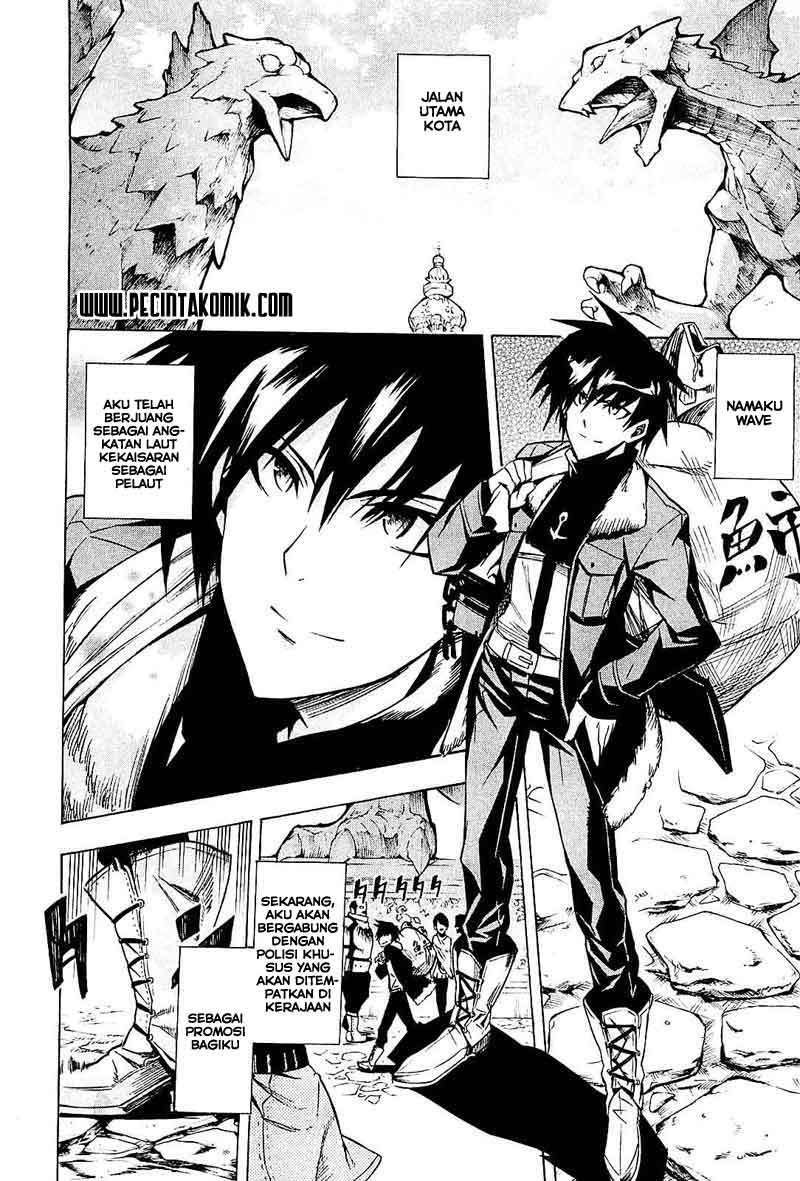 JALAN
UTAMA
KOTA
WWW.PECINTAKOMIK.COM
NAMAKU
WAVE
AKU TELAH
BERJUANG
SEBAGAI ANG-
KATAN LAUT
KEKAISARAN
SEBAGAI
PELAUT
SEKARANG,
AKU AKAN
BERGABUNG
DENGAN
POLISI KHU-
SUS YANG
AKAN DITEM-
PATKAN DI
KERAJAAN
SEBAGAI
PROMOSI
BAGIKU